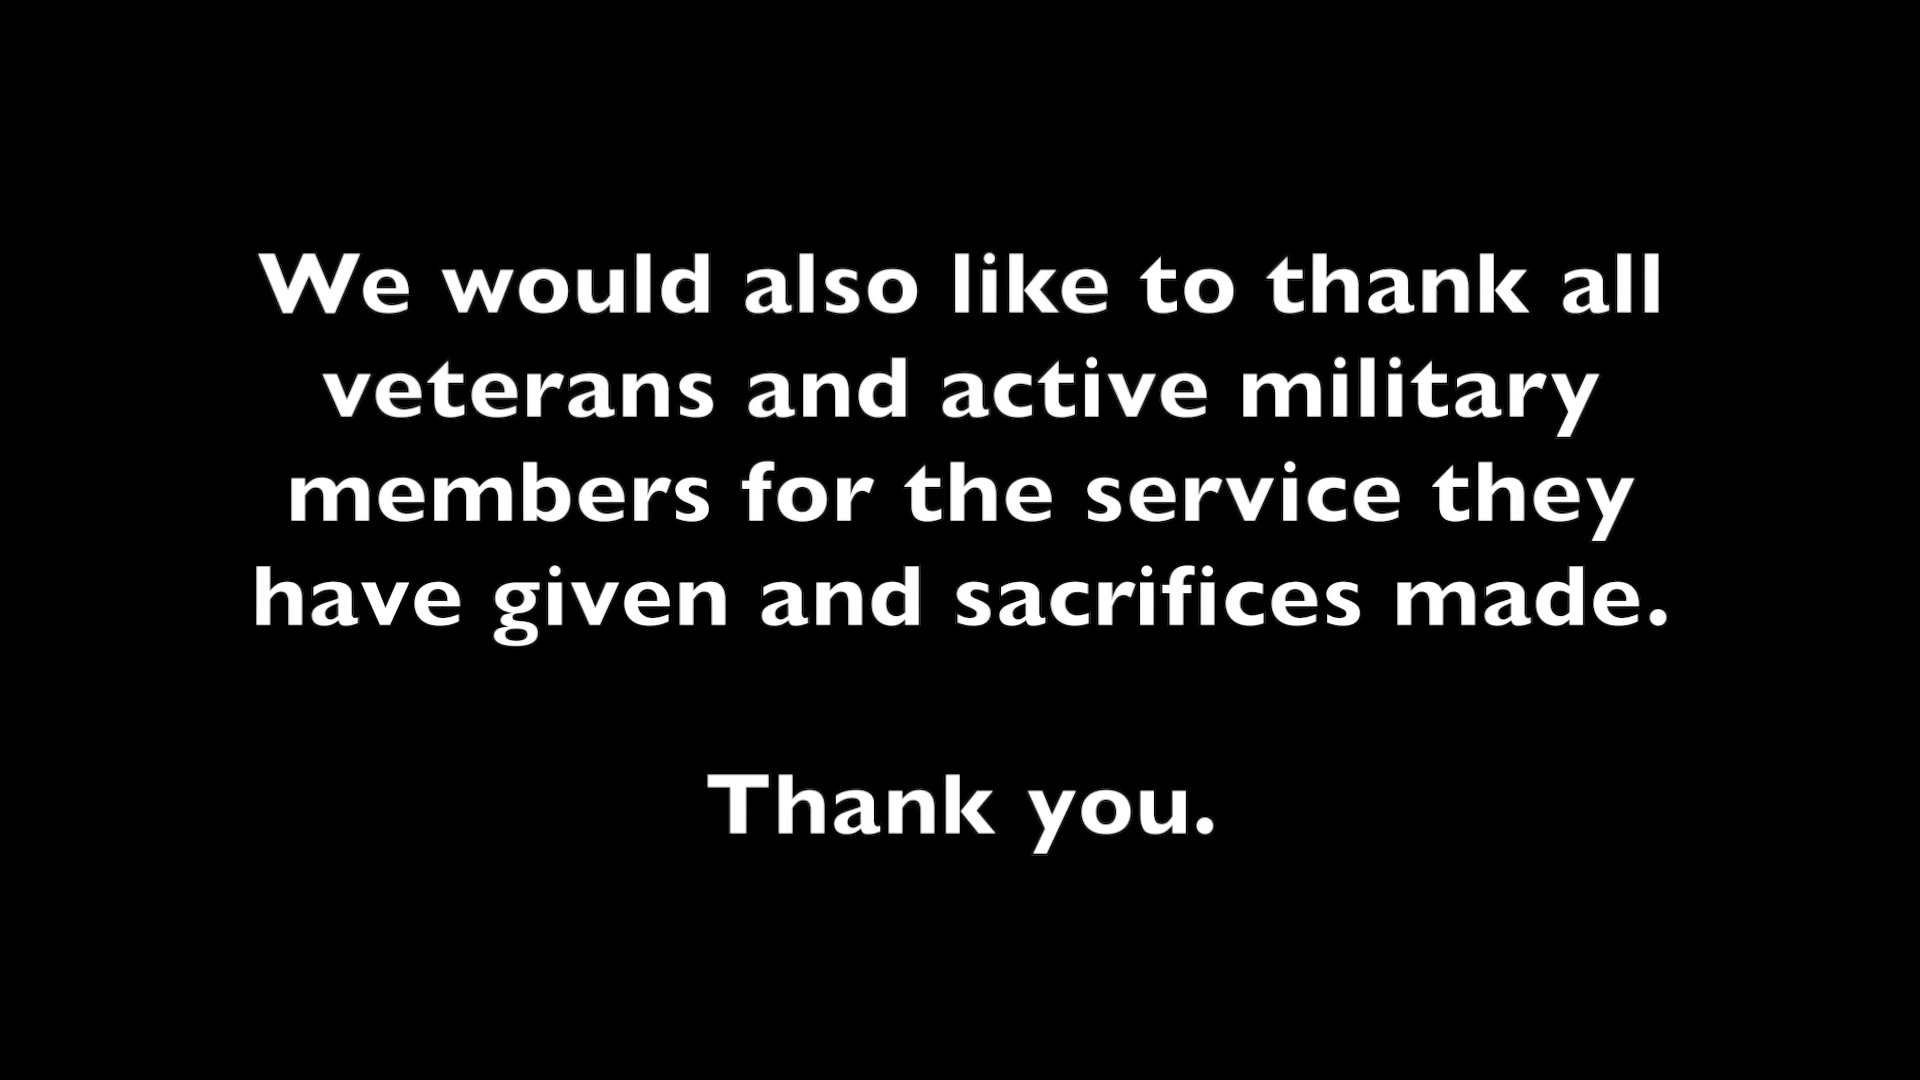 We would also like to thank all
veterans and active military
members for the service they
have given and sacrifices made.
Thank you.